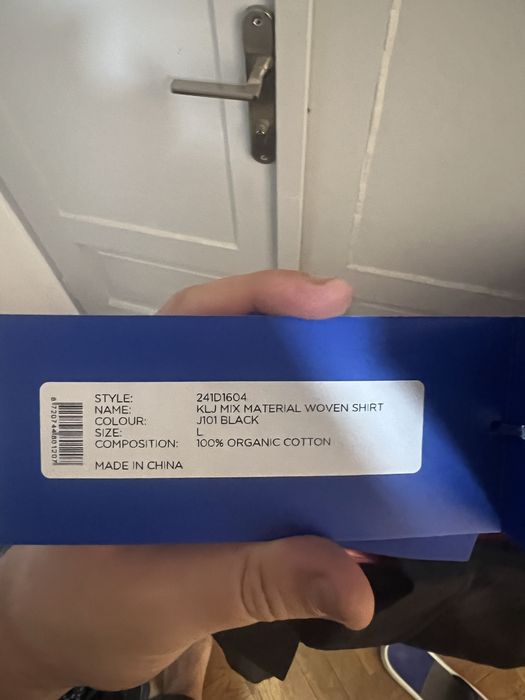 STYLE: 241D1604
NAME: KLJ MIX MATERIAL WOVEN SHIRT
COLOUR: J101 BLACK
SIZE: L
COMPOSITION: 100% ORGANIC COTTON
MADE IN CHINA